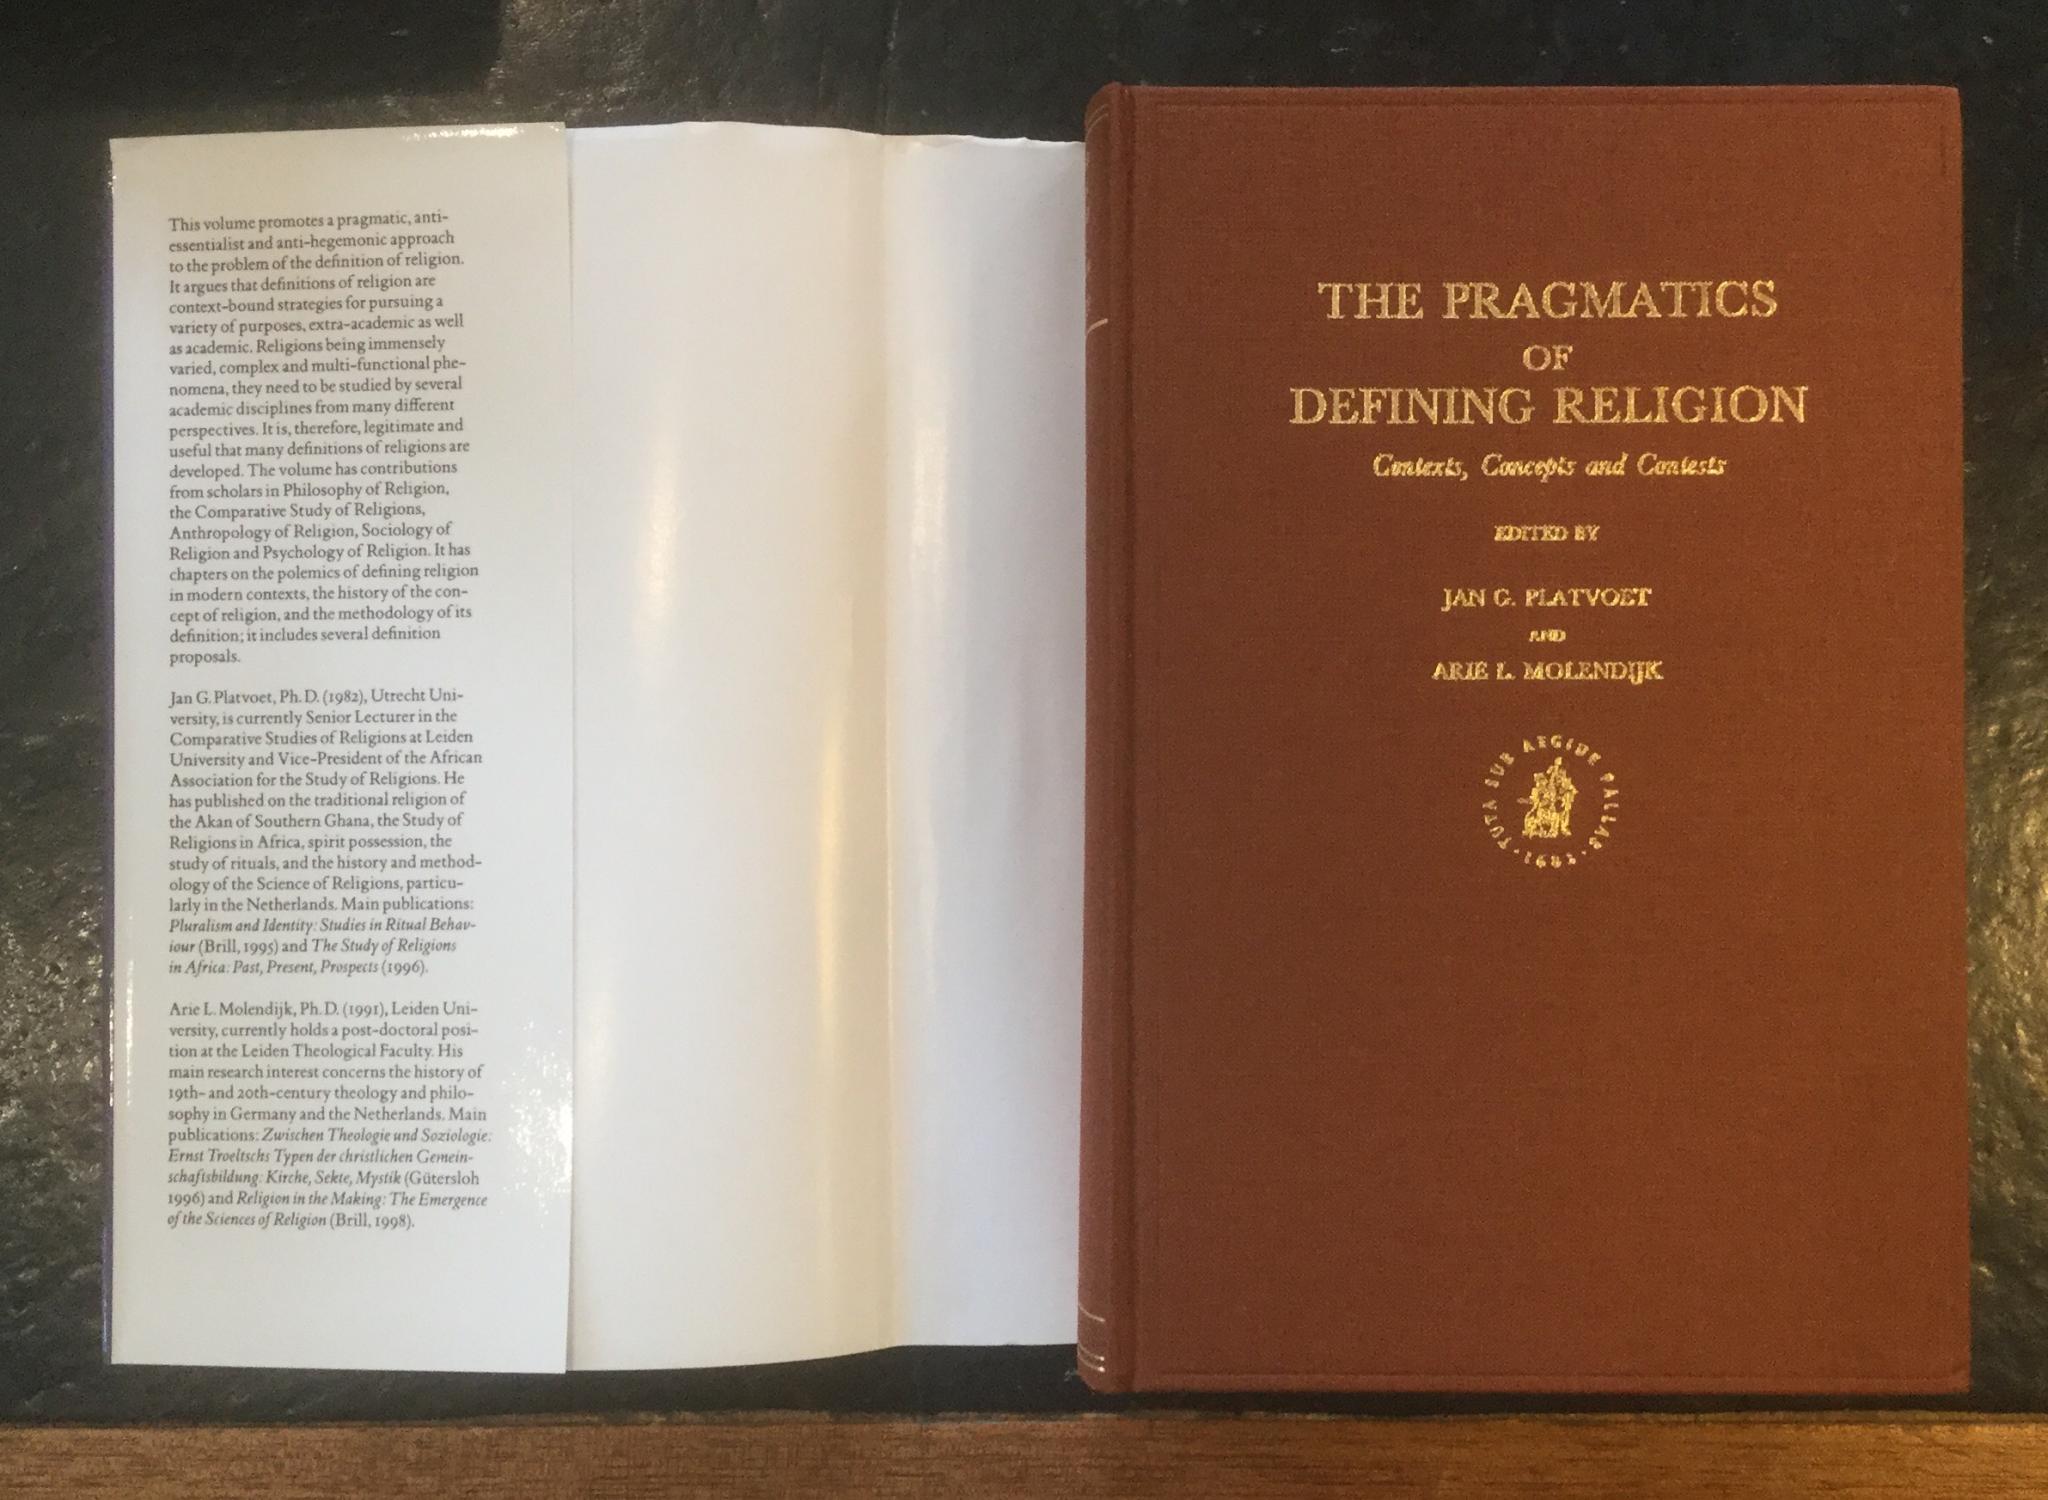 This volume promotes a pragmatic, anti-
essentialist and anti-hegemonic approach
to the problem of the definition of religion.
It argues that definitions of religion are
context-bound strategies for pursuing a
variety of purposes, extra-academic as well
as academic. Religions being immensely
varied, complex and multi-functional phe-
nomena, they need to be studied by several
academic disciplines from many different
perspectives. It is, therefore, legitimate and
useful that many definitions of religions are
developed. The volume has contributions
from scholars in Philosophy of Religion,
the Comparative Study of Religions,
Anthropology of Religion, Sociology of
Religion and Psychology of Religion. It has
chapters on the polemics of defining religion
in modern contexts, the history of the con-
cept of religion, and the methodology of its
definition; it includes several definition
proposals.
Jan G. Platvoet, Ph.D. (1982), Utrecht Uni-
versity, is currently Senior Lecturer in the
Comparative Studies of Religions at Leiden
University and Vice-President of the African
Association for the Study of Religions. He
has published on the traditional religion of
the Akan of Southern Ghana, the Study of
Religions in Africa, spirit possession, the
study of rituals, and the history and method-
ology of the Science of Religions, particu-
larly in the Netherlands. Main publications:
Pluralism and Identity: Studies in Ritual Behav-
iour (Brill, 1995) and The Study of Religions
in Africa: Past, Present, Prospects (1996).
Arie L. Molendijk, Ph.D. (1991), Leiden Uni-
versity, currently holds a post-doctoral posi-
tion at the Leiden Theological Faculty. His
main research interest concerns the history of
19th- and 20th-century theology and philo-
sophy in Germany and the Netherlands. Main
publications: Zwischen Theologie und Soziologie:
Ernst Troeltschs Typen der christlichen Gemein-
schaftsbildung: Kirche, Sekte, Mystik (Gütersloh
1996) and Religion in the Making: The Emergence
of the Sciences of Religion (Brill, 1998).
THE PRAGMATICS
OF
DEFINING RELIGION
Contexts, Concepts and Contests
EDITED BY
JAN G. PLATVOET
AND
ARIE L. MOLENDIJK
TUTA SUB AEGIDE PALLAS · 1683 ·